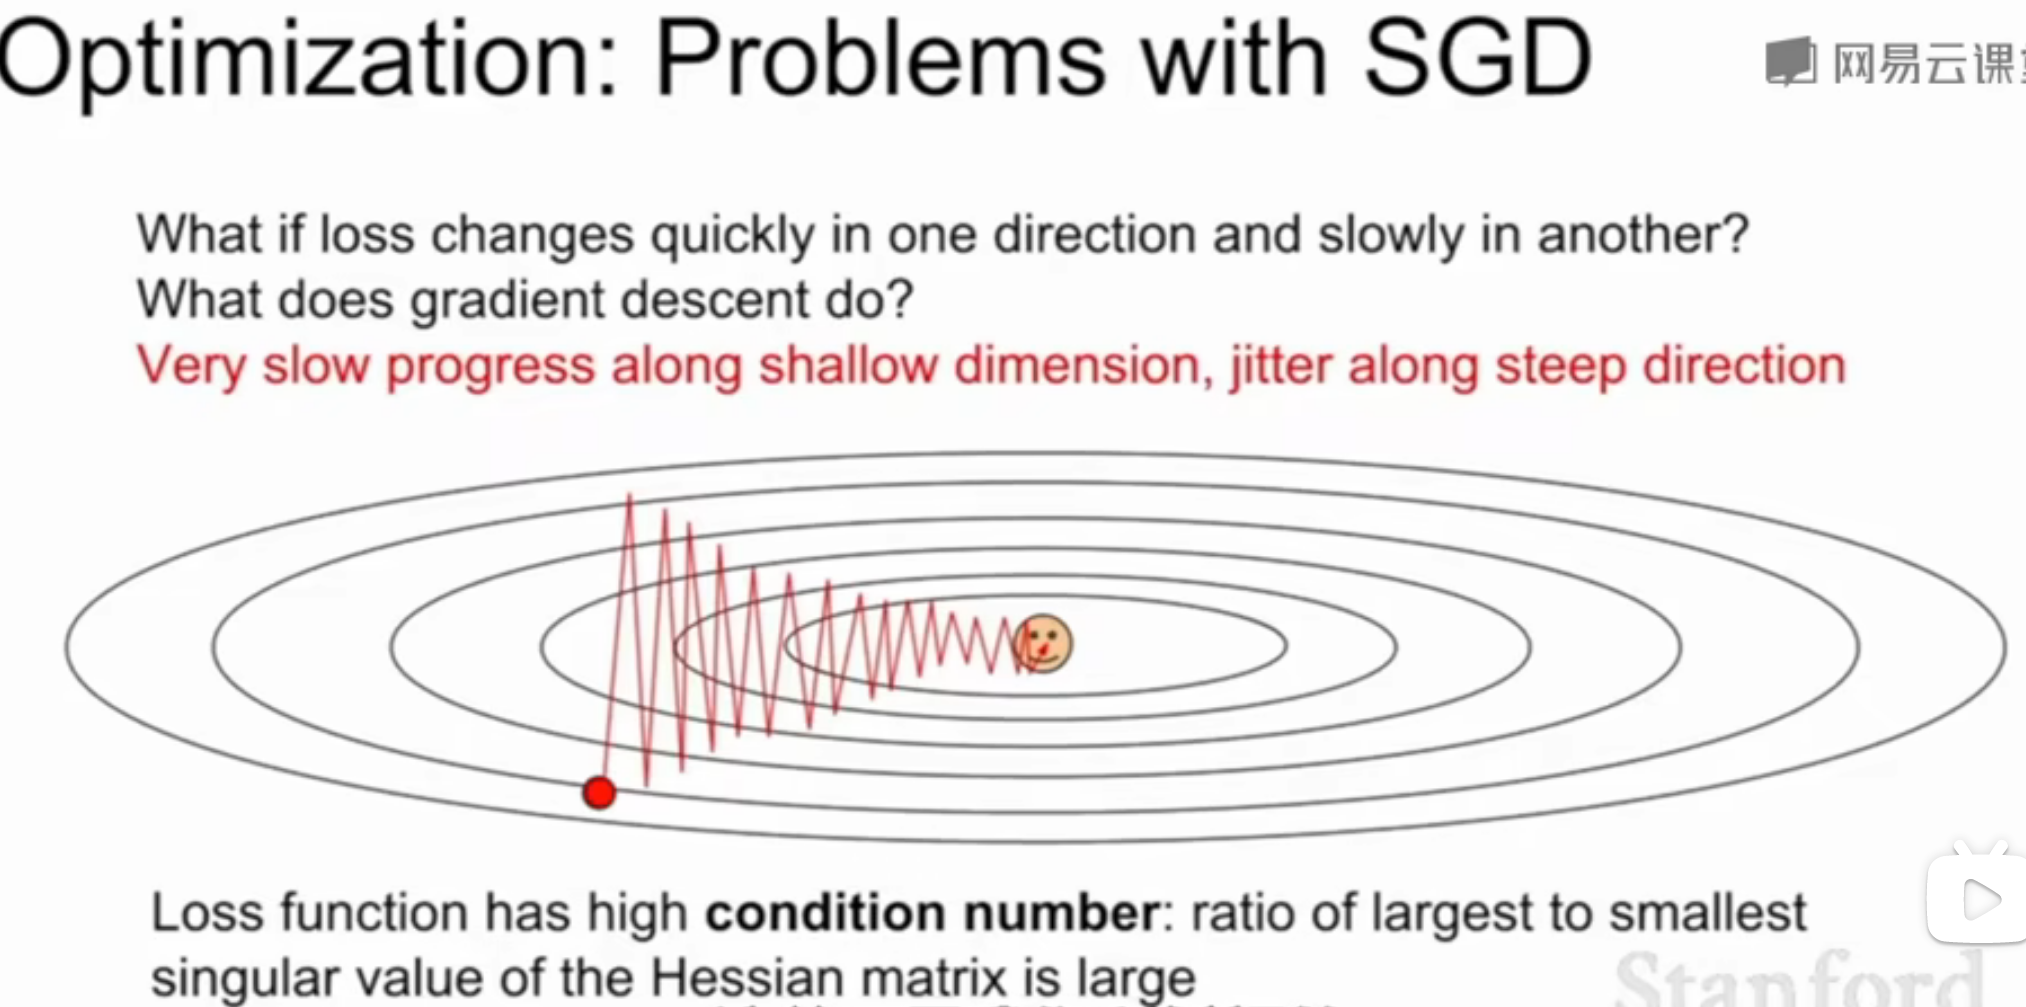 Optimization: Problems with SGD
网易云课
What if loss changes quickly in one direction and slowly in another?
What does gradient descent do?
Very slow progress along shallow dimension, jitter along steep direction
Loss function has high condition number: ratio of largest to smallest
singular value of the Hessian matrix is large
Stanford